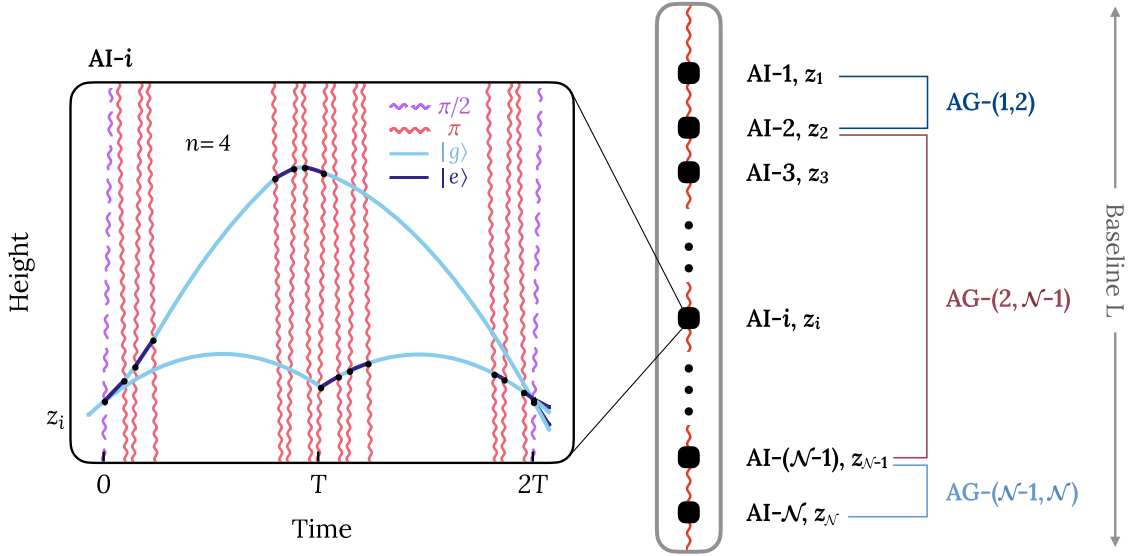 AI-i
n= 4
π/2
π
|g⟩
|e⟩
Height
z_i
0
T
2T
Time
AI-1, z₁
AI-2, z₂
AI-3, z₃
AI-i, z_i
AI-(𝒩-1), z_𝒩-1
AI-𝒩, z_𝒩
AG-(1,2)
AG-(2, 𝒩-1)
AG-(𝒩-1, 𝒩)
Baseline L